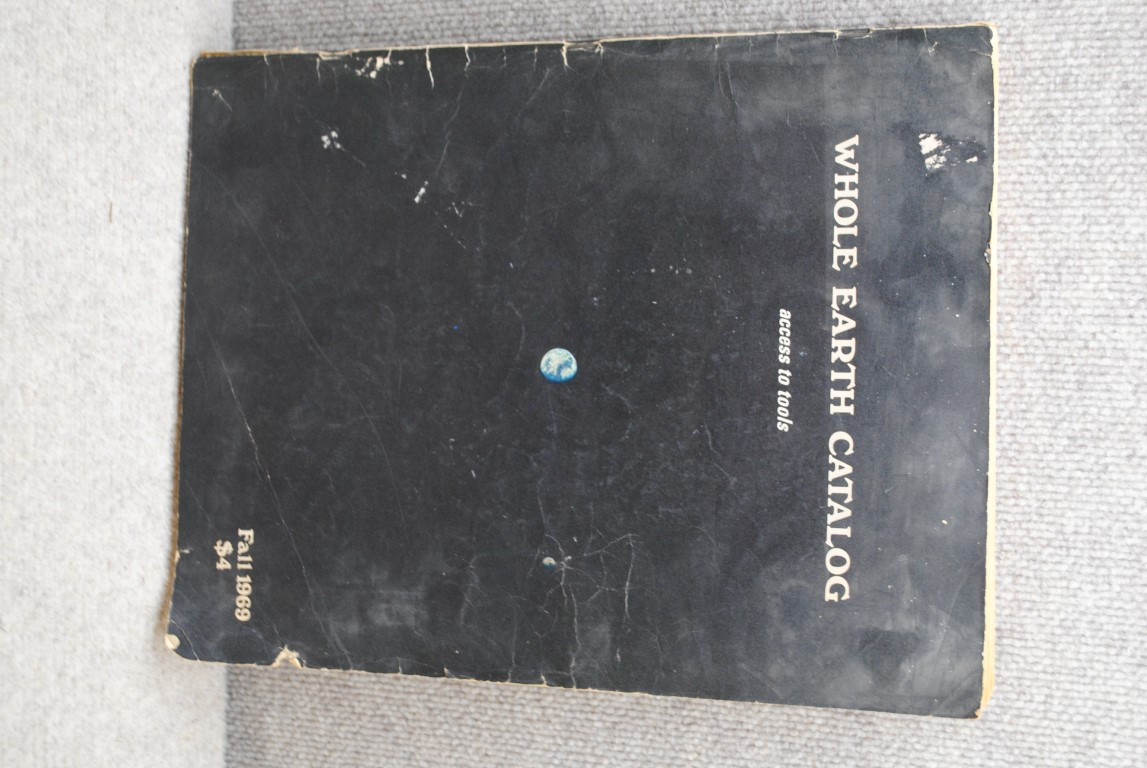 WHOLE EARTH CATALOG
access to tools
Fall 1969
$4